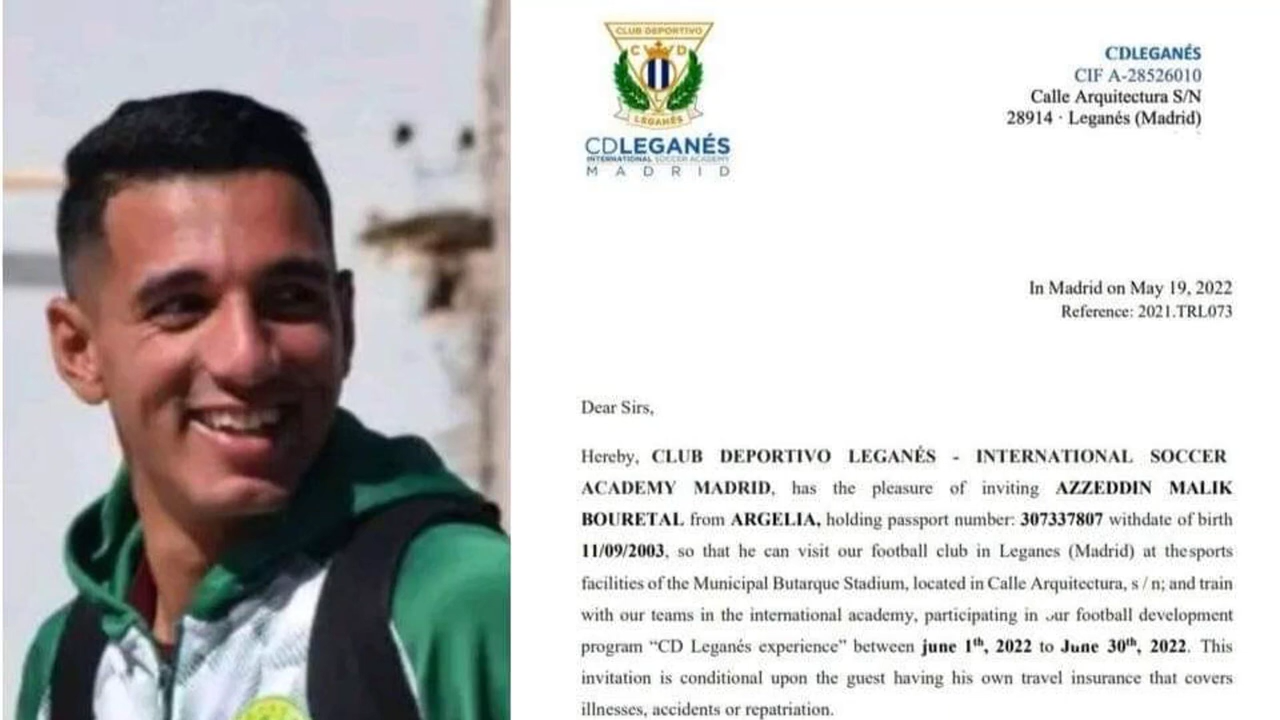 CLUB DEPORTIVO
C D
L
LEGANÉS
CDLEGANÉS
INTERNATIONAL SOCCER ACADEMY
MADRID
CDLEGANÉS
CIF A-28526010
Calle Arquitectura S/N
28914 · Leganés (Madrid)
In Madrid on May 19, 2022
Reference: 2021.TRL073
Dear Sirs,
Hereby, CLUB DEPORTIVO LEGANÉS - INTERNATIONAL SOCCER
ACADEMY MADRID, has the pleasure of inviting AZZEDDIN MALIK
BOURETAL from ARGELIA, holding passport number: 307337807 withdate of birth
11/09/2003, so that he can visit our football club in Leganes (Madrid) at thesports
facilities of the Municipal Butarque Stadium, located in Calle Arquitectura, s / n; and train
with our teams in the international academy, participating in our football development
program “CD Leganés experience” between june 1th, 2022 to June 30th, 2022. This
invitation is conditional upon the guest having his own travel insurance that covers
illnesses, accidents or repatriation.